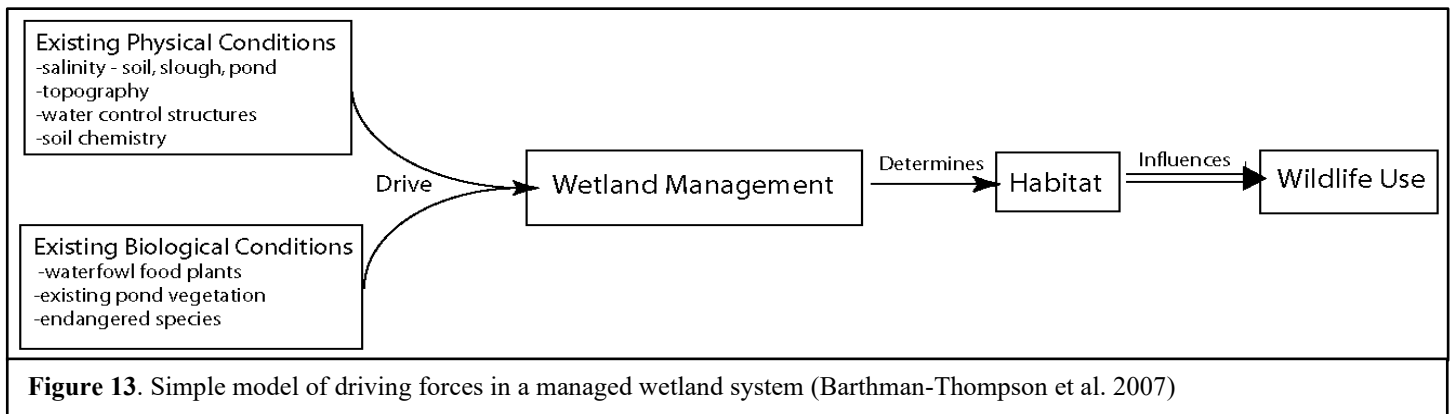 Existing Physical Conditions
-salinity - soil, slough, pond
-topography
-water control structures
-soil chemistry
Drive
Existing Biological Conditions
-waterfowl food plants
-existing pond vegetation
-endangered species
Wetland Management
Determines
Habitat
Influences
Wildlife Use
Figure 13. Simple model of driving forces in a managed wetland system (Barthman-Thompson et al. 2007)